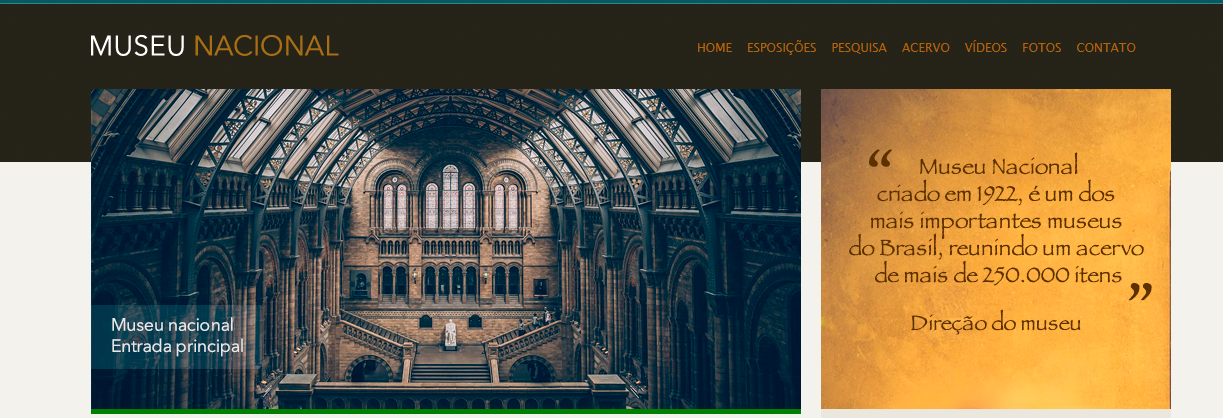 MUSEU NACIONAL
HOME ESPOSIÇÕES PESQUISA ACERVO VÍDEOS FOTOS CONTATO
Museu nacional
Entrada principal
“ Museu Nacional
criado em 1922, é um dos
mais importantes museus
do Brasil, reunindo um acervo
de mais de 250.000 itens ”
Direção do museu